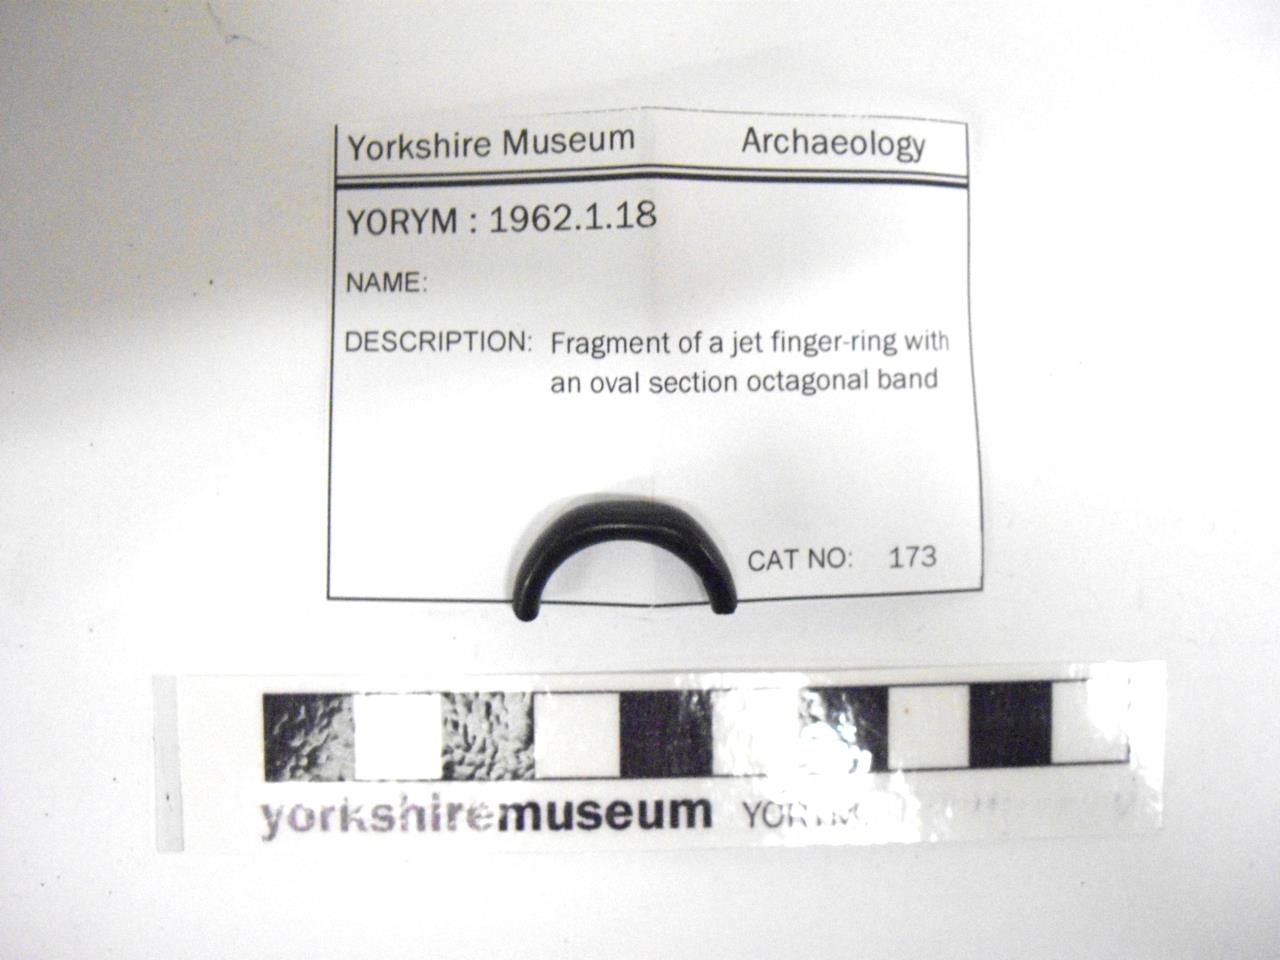 Yorkshire Museum Archaeology
YORYM : 1962.1.18
NAME:
DESCRIPTION: Fragment of a jet finger-ring with
an oval section octagonal band
CAT NO: 173
yorkshiremuseum YORYM